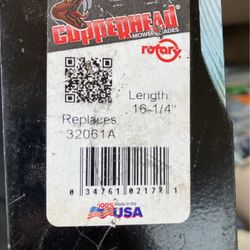 COPPERHEAD
MOWER BLADES
rotary
Length
16-1/4"
Replaces
32061A
0 34761 02172 1
100% Made in the
USA